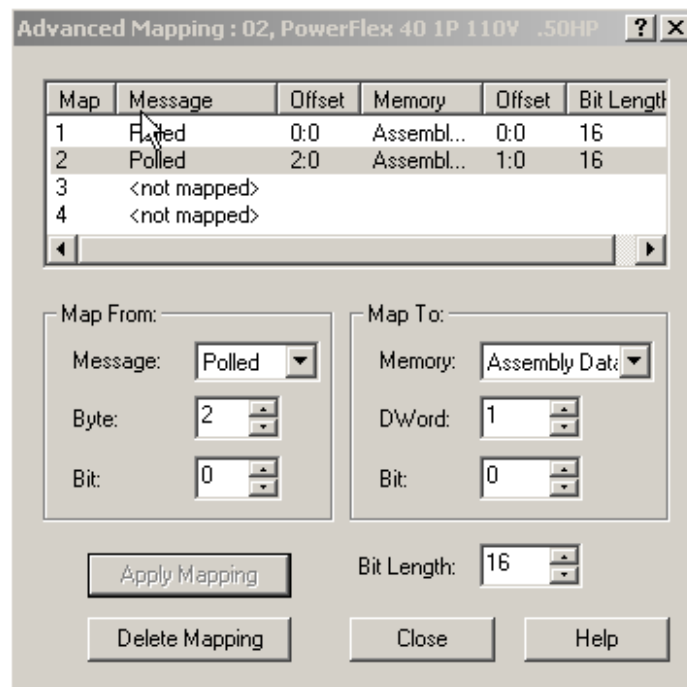 Advanced Mapping : 02, PowerFlex 40 1P 110V .50HP
Map Message Offset Memory Offset Bit Length
1 Polled 0:0 Assembl... 0:0 16
2 Polled 2:0 Assembl... 1:0 16
3 <not mapped>
4 <not mapped>
Map From:
Message: Polled
Byte: 2
Bit: 0
Map To:
Memory: Assembly Data
DWord: 1
Bit: 0
Apply Mapping
Bit Length: 16
Delete Mapping
Close
Help